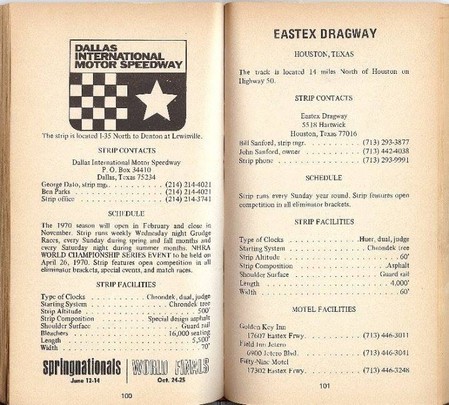 DALLAS
INTERNATIONAL
MOTOR SPEEDWAY
The strip is located I-35 North to Denton at Lewisville.
STRIP CONTACTS
Dallas International Motor Speedway
P. O. Box 34410
Dallas, Texas 75234
George Dato, strip mgr. . . . . . . . . . (214) 214-4021
Ben Parks . . . . . . . . . . (214) 214-4021
Strip office . . . . . . . . . . (214) 214-3741
SCHEDULE
The 1970 season will open in February and close in
November. Strip runs weekly Wednesday night Grudge
Races, every Sunday during spring and fall months and
every Saturday night during summer months. NHRA
WORLD CHAMPIONSHIP SERIES EVENT to be held on
April 26, 1970. Strip features open competition in all
eliminator brackets, special events, and match races.
STRIP FACILITIES
Type of Clocks . . . . . . . . . . Chrondek, dual, judge
Starting System . . . . . . . . . . Chrondek tree
Strip Altitude . . . . . . . . . . 500'
Strip Composition . . . . . . . . . . Special design asphalt
Shoulder Surface . . . . . . . . . . Guard rail
Bleachers . . . . . . . . . . 16,000 seating
Length . . . . . . . . . . 5,500'
Width . . . . . . . . . . 70'
springnationals
June 12-14
WORLD FINALS
Oct. 24-25
100
EASTEX DRAGWAY
HOUSTON, TEXAS
The track is located 14 miles North of Houston on
Highway 50.
STRIP CONTACTS
Eastex Dragway
5518 Hartwick
Houston, Texas 77016
Bill Sanford, strip mgr. . . . . . . . . . (713) 293-3877
John Sanford, owner . . . . . . . . . . (713) 442-4038
Strip phone . . . . . . . . . . (713) 293-9991
SCHEDULE
Strip runs every Sunday year round. Strip features open
competition in all eliminator brackets.
STRIP FACILITIES
Type of Clocks . . . . . . . . . . dual, judge
Starting System . . . . . . . . . . Chrondek tree
Strip Altitude . . . . . . . . . . 60'
Strip Composition . . . . . . . . . . Asphalt
Shoulder Surface . . . . . . . . . . Guard rail
Length . . . . . . . . . . 4,000'
Width . . . . . . . . . . 60'
MOTEL FACILITIES
Golden Key Inn
17607 Eastex Frwy. . . . . . . . . . (713) 446-3011
Field Inn Jetero
6900 Jetero Blvd. . . . . . . . . . (713) 446-3041
Fifty-Nine Motel
17302 Eastex Frwy. . . . . . . . . . (713) 446-3248
101